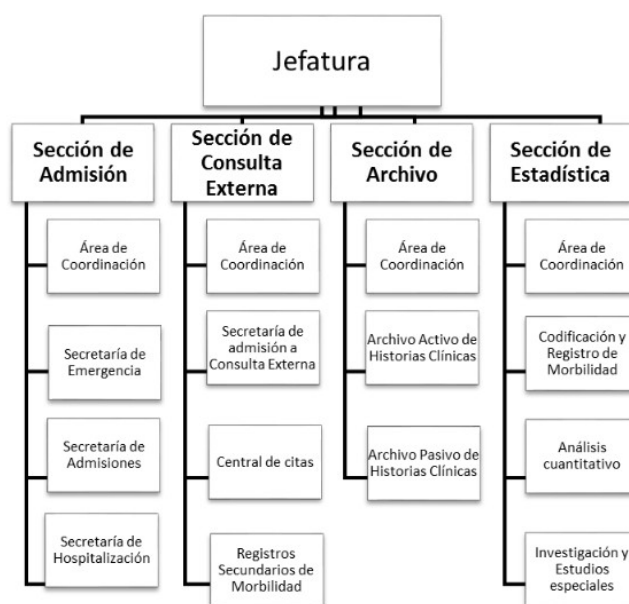 Jefatura
Sección de
Admisión
Sección de
Consulta
Externa
Sección de
Archivo
Sección de
Estadística
Área de
Coordinación
Área de
Coordinación
Área de
Coordinación
Área de
Coordinación
Secretaría de
Emergencia
Secretaría de
admisión a
Consulta Externa
Archivo Activo de
Historias Clínicas
Codificación y
Registro de
Morbilidad
Secretaría de
Admisiones
Central de citas
Archivo Pasivo de
Historias Clínicas
Análisis
cuantitativo
Secretaría de
Hospitalización
Registros
Secundarios de
Morbilidad
Investigación y
Estudios
especiales